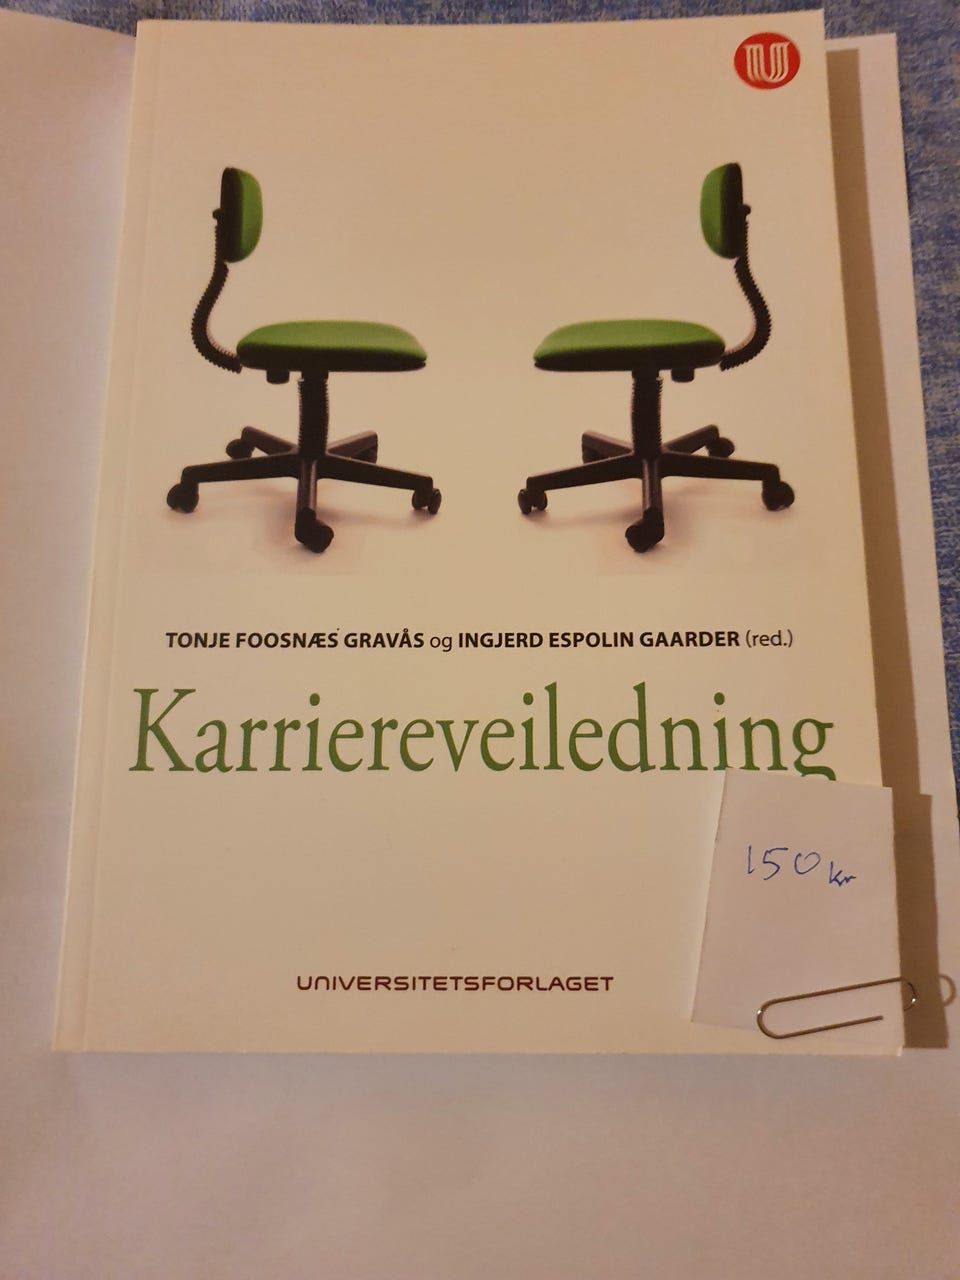 U
TONJE FOOSNÆS GRAVÅS og INGJERD ESPOLIN GAARDER (red.)
Karriereveiledning
150 kr
UNIVERSITETSFORLAGET